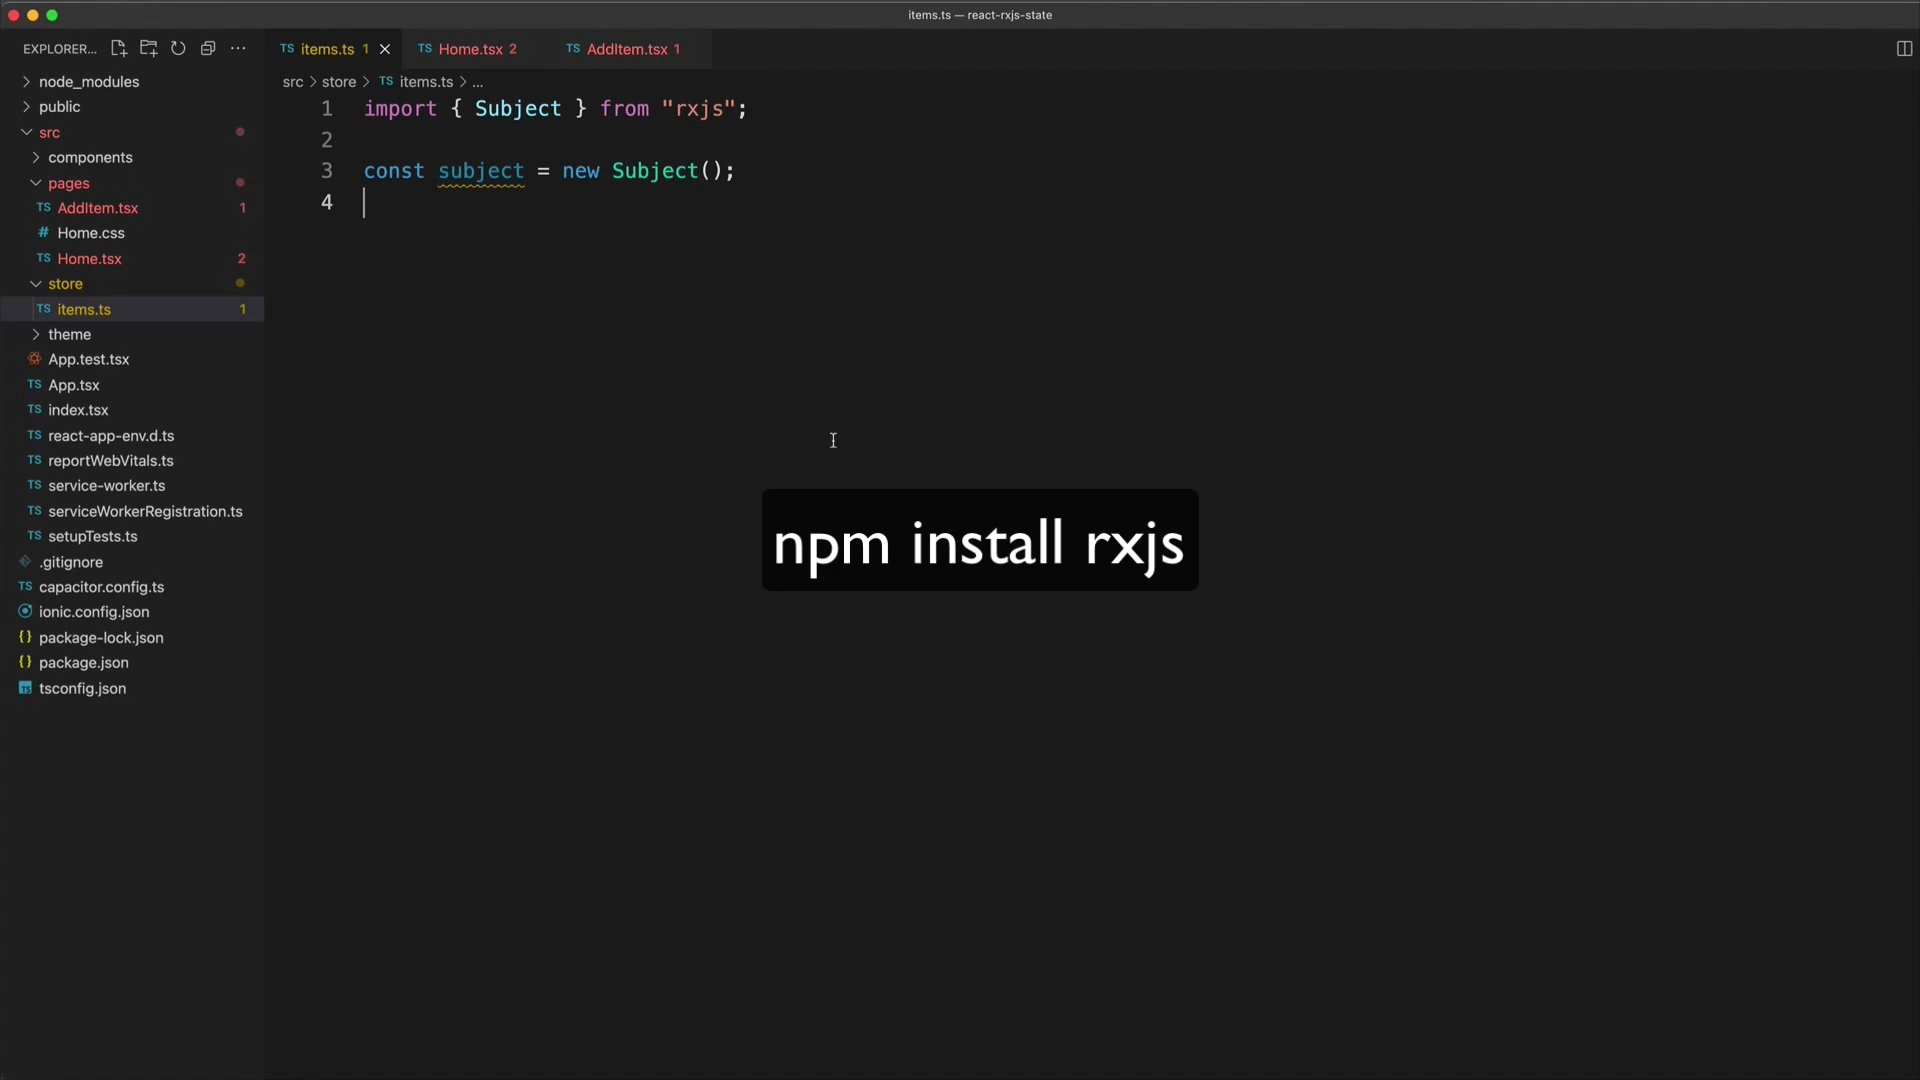 items.ts — react-rxjs-state
EXPLORER...
node_modules
public
src
components
pages
TS AddItem.tsx 1
# Home.css
TS Home.tsx 2
store
TS items.ts 1
theme
App.test.tsx
TS App.tsx
TS index.tsx
TS react-app-env.d.ts
TS reportWebVitals.ts
TS service-worker.ts
TS serviceWorkerRegistration.ts
TS setupTests.ts
.gitignore
TS capacitor.config.ts
ionic.config.json
{} package-lock.json
{} package.json
TS tsconfig.json
TS items.ts 1
TS Home.tsx 2
TS AddItem.tsx 1
src > store > TS items.ts > ...
1 import { Subject } from "rxjs";
2
3 const subject = new Subject();
4
npm install rxjs